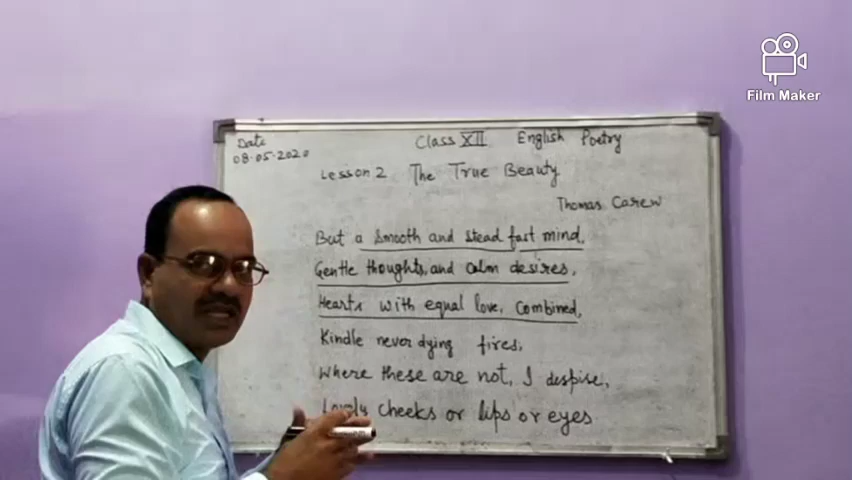 Film Maker
Date
08.05.2020
Class XII English Poetry
Lesson 2 The True Beauty
Thomas Carew
But a smooth and steadfast mind,
Gentle thoughts, and calm desires,
Hearts with equal love, combined,
Kindle never dying fires,
Where these are not, I despise,
Lovely cheeks or lips or eyes